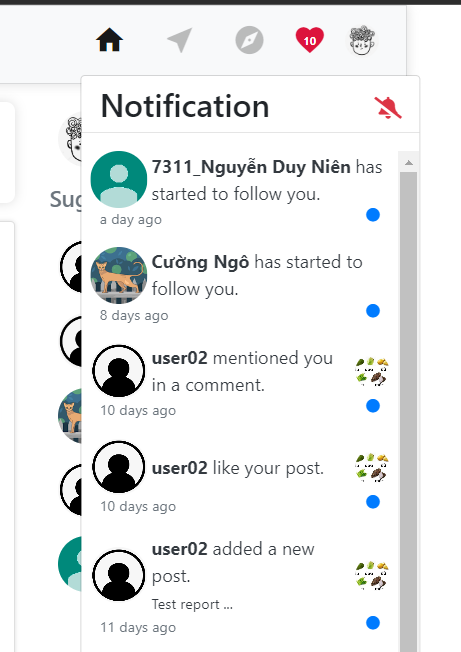 10
Notification
Sug
7311_Nguyễn Duy Niên has
started to follow you.
a day ago
Cường Ngô has started to
follow you.
8 days ago
user02 mentioned you
in a comment.
10 days ago
user02 like your post.
10 days ago
user02 added a new
post.
Test report ...
11 days ago